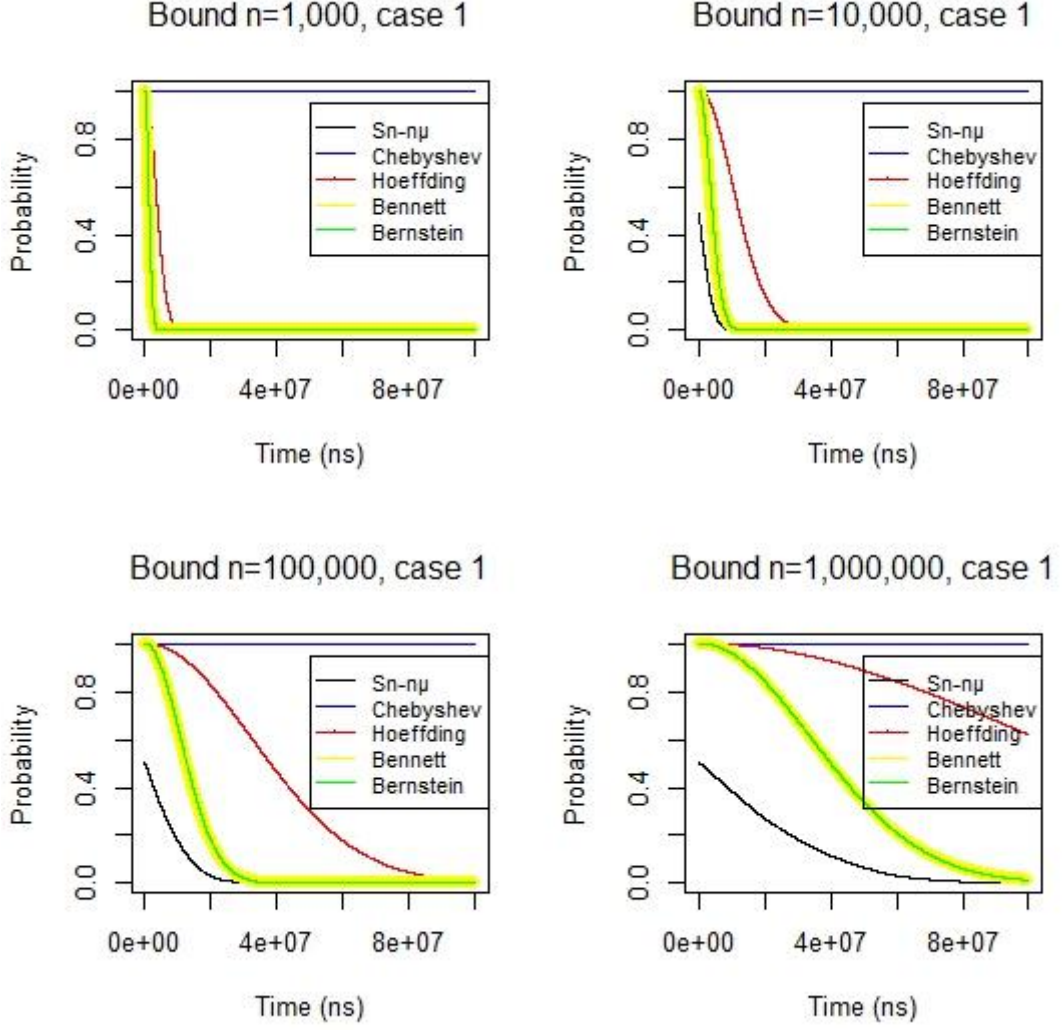 Bound n=1,000, case 1
Probability
0.0 0.4 0.8
Sn-nµ
Chebyshev
Hoeffding
Bennett
Bernstein
0e+00 4e+07 8e+07
Time (ns)
Bound n=10,000, case 1
Probability
0.0 0.4 0.8
Sn-nµ
Chebyshev
Hoeffding
Bennett
Bernstein
0e+00 4e+07 8e+07
Time (ns)
Bound n=100,000, case 1
Probability
0.0 0.4 0.8
Sn-nµ
Chebyshev
Hoeffding
Bennett
Bernstein
0e+00 4e+07 8e+07
Time (ns)
Bound n=1,000,000, case 1
Probability
0.0 0.4 0.8
Sn-nµ
Chebyshev
Hoeffding
Bennett
Bernstein
0e+00 4e+07 8e+07
Time (ns)